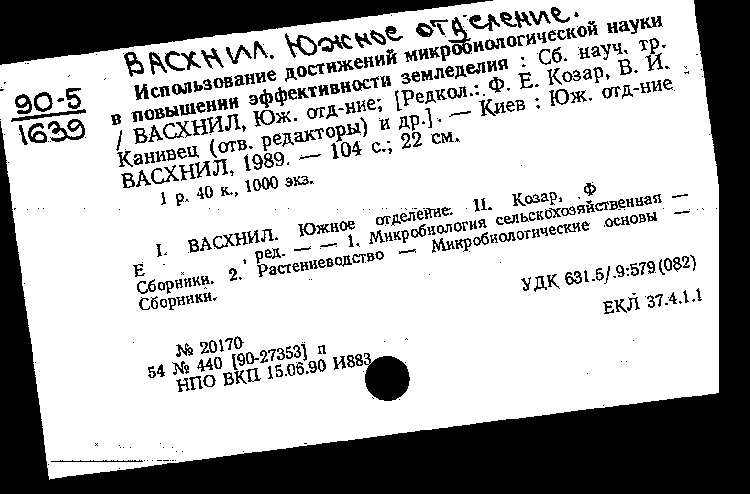 ВАСХНИЛ. Южное отделение.
90-5
1639
Использование достижений микробиологической науки
в повышении эффективности земледелия : Сб. науч. тр.
/ ВАСХНИЛ, Юж. отд-ние; [Редкол.: Ф. Е. Козар, В. И.
Канивец (отв. редакторы) и др.]. — Киев : Юж. отд-ние
ВАСХНИЛ, 1989. — 104 с.; 22 см.
1 р. 40 к., 1000 экз.
I. ВАСХНИЛ. Южное отделение. II. Козар, Ф
Е , ред. — — 1. Микробиология сельскохозяйственная —
Сборники. 2. Растениеводство — Микробиологические основы —
Сборники.
УДК 631.5/.9:579(082)
ЕКЛ 37.4.1.1
№ 20170
54 № 440 [90-27353] п
НПО ВКП 15.06.90 И883